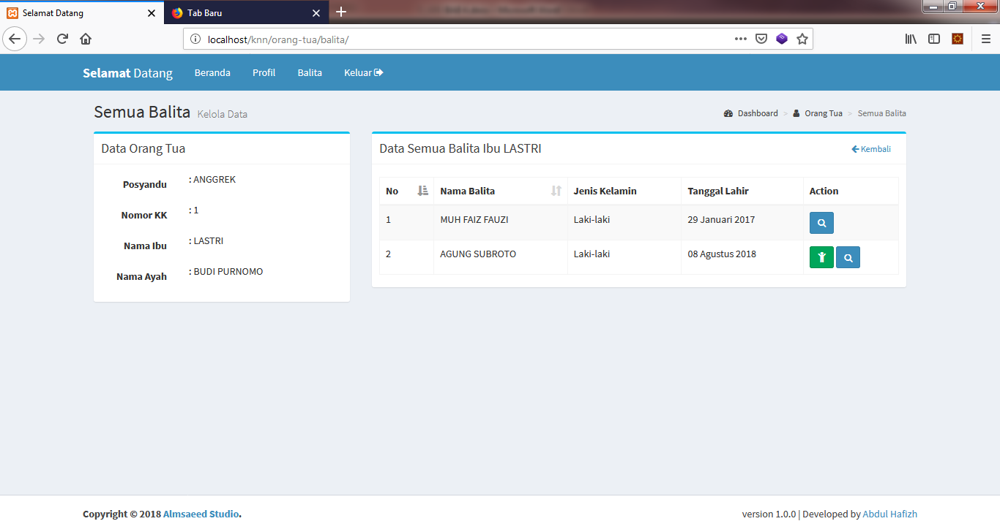 Selamat Datang
Tab Baru
localhost/knn/orang-tua/balita/
Selamat Datang Beranda Profil Balita Keluar
Semua Balita Kelola Data
Dashboard > Orang Tua > Semua Balita
Data Orang Tua
Posyandu : ANGGREK
Nomor KK : 1
Nama Ibu : LASTRI
Nama Ayah : BUDI PURNOMO
Data Semua Balita Ibu LASTRI
Kembali
No Nama Balita Jenis Kelamin Tanggal Lahir Action
1 MUH FAIZ FAUZI Laki-laki 29 Januari 2017
2 AGUNG SUBROTO Laki-laki 08 Agustus 2018
Copyright © 2018 Almsaeed Studio.
version 1.0.0 | Developed by Abdul Hafizh